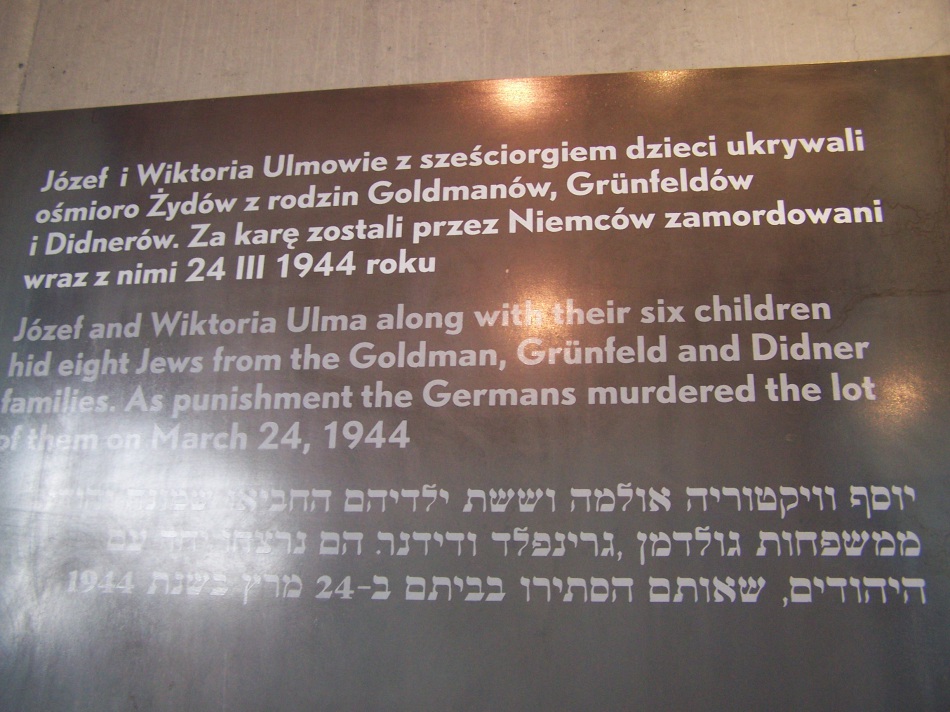 Józef i Wiktoria Ulmowie z sześciorgiem dzieci ukrywali
ośmioro Żydów z rodzin Goldmanów, Grünfeldów
i Didnerów. Za karę zostali przez Niemców zamordowani
wraz z nimi 24 III 1944 roku
Józef and Wiktoria Ulma along with their six children
hid eight Jews from the Goldman, Grünfeld and Didner
families. As punishment the Germans murdered the lot
of them on March 24, 1944
יוסף וויקטוריה אולמה וששת ילדיהם החביאו
ממשפחות גולדמן ,גרינפלד ודידנר. הם נרצחו יחד עם
היהודים, שאותם הסתירו בביתם ב-24 מרץ בשנת 1944